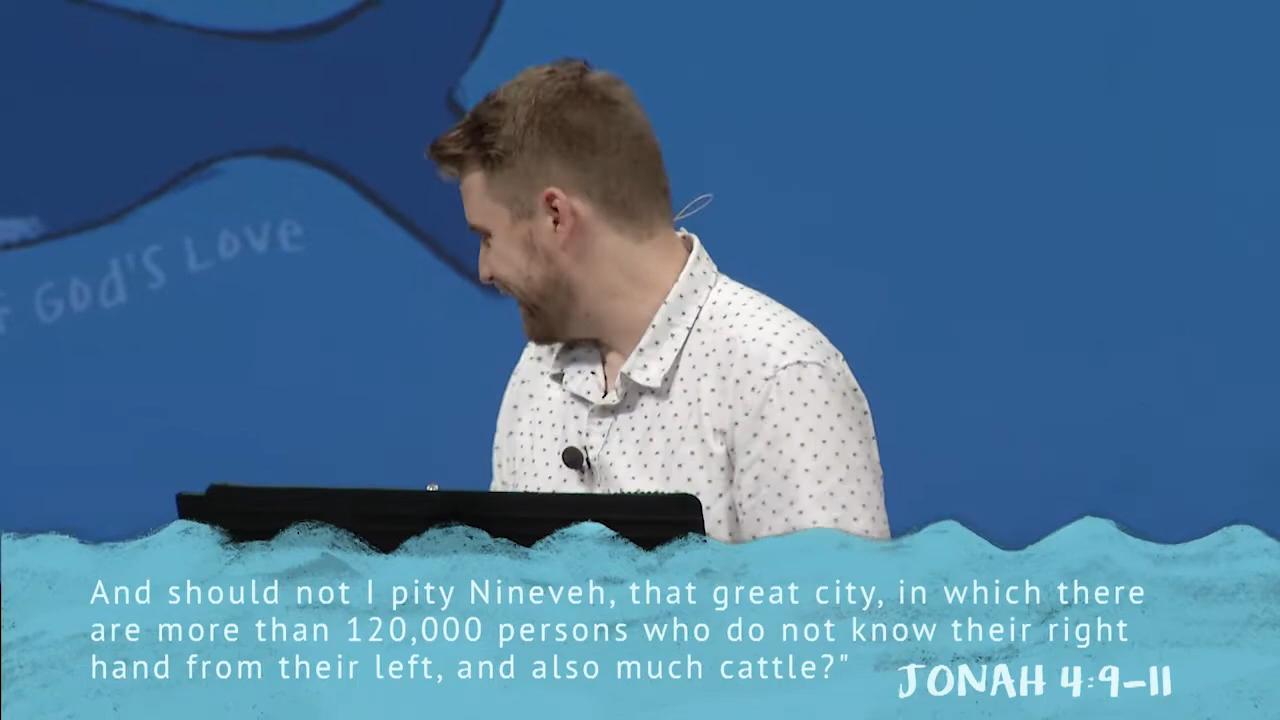 F GOD'S LOVE
And should not I pity Nineveh, that great city, in which there
are more than 120,000 persons who do not know their right
hand from their left, and also much cattle?"
JONAH 4:9-11